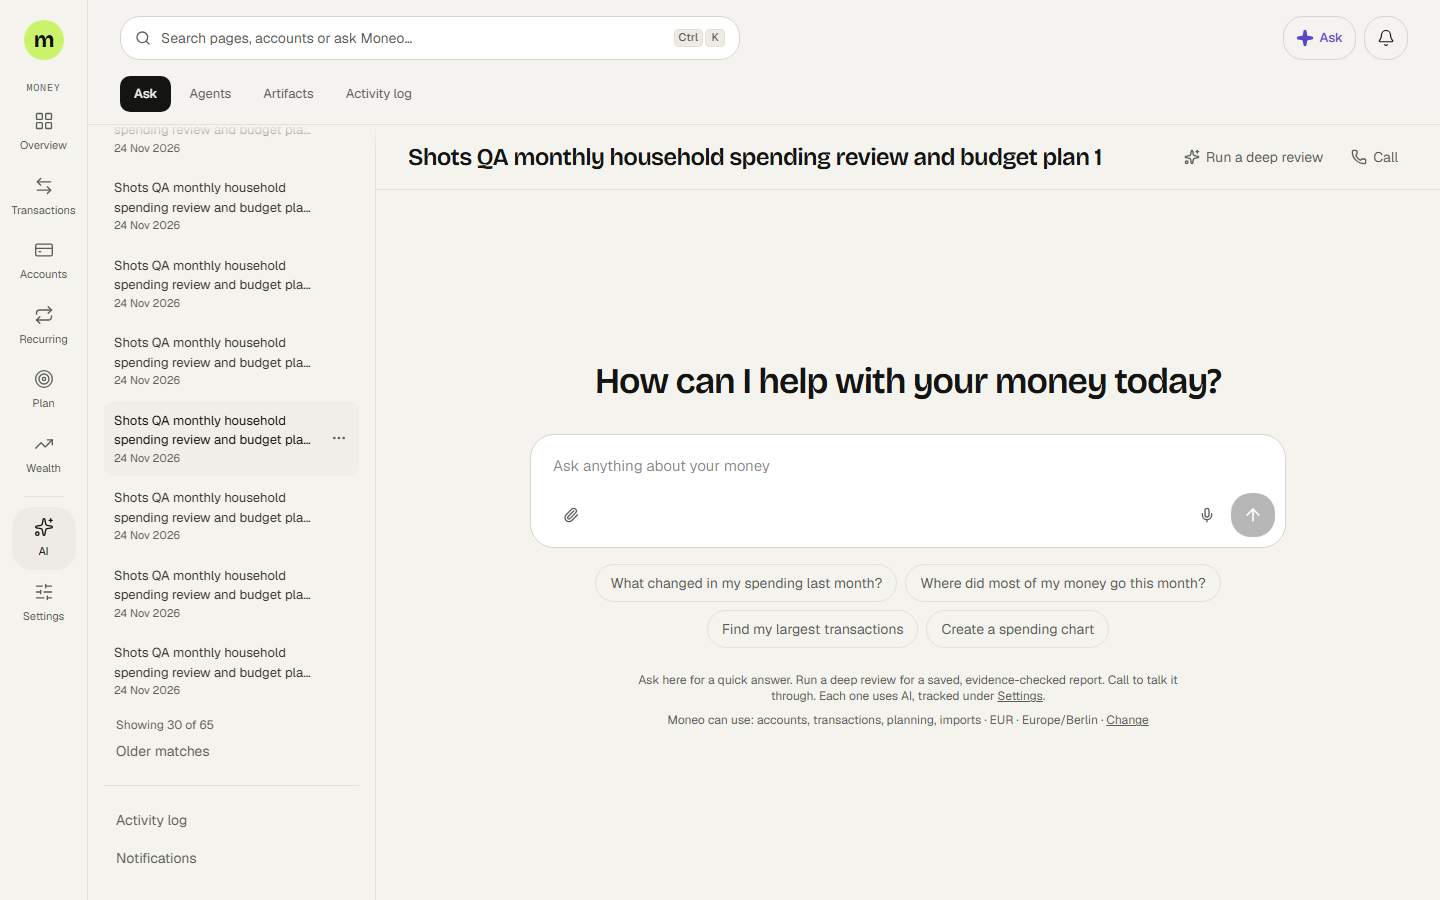 m
Search pages, accounts or ask Moneo...
Ctrl K
Ask
MONEY
Overview
Transactions
Accounts
Recurring
Plan
Wealth
AI
Settings
Ask
Agents
Artifacts
Activity log
spending review and budget pla...
24 Nov 2026
Shots QA monthly household
spending review and budget pla...
24 Nov 2026
Shots QA monthly household
spending review and budget pla...
24 Nov 2026
Shots QA monthly household
spending review and budget pla...
24 Nov 2026
Shots QA monthly household
spending review and budget pla...
24 Nov 2026
Shots QA monthly household
spending review and budget pla...
24 Nov 2026
Shots QA monthly household
spending review and budget pla...
24 Nov 2026
Shots QA monthly household
spending review and budget pla...
24 Nov 2026
Showing 30 of 65
Older matches
Activity log
Notifications
Shots QA monthly household spending review and budget plan 1
Run a deep review
Call
How can I help with your money today?
Ask anything about your money
What changed in my spending last month?
Where did most of my money go this month?
Find my largest transactions
Create a spending chart
Ask here for a quick answer. Run a deep review for a saved, evidence-checked report. Call to talk it
through. Each one uses AI, tracked under Settings.
Moneo can use: accounts, transactions, planning, imports · EUR · Europe/Berlin · Change